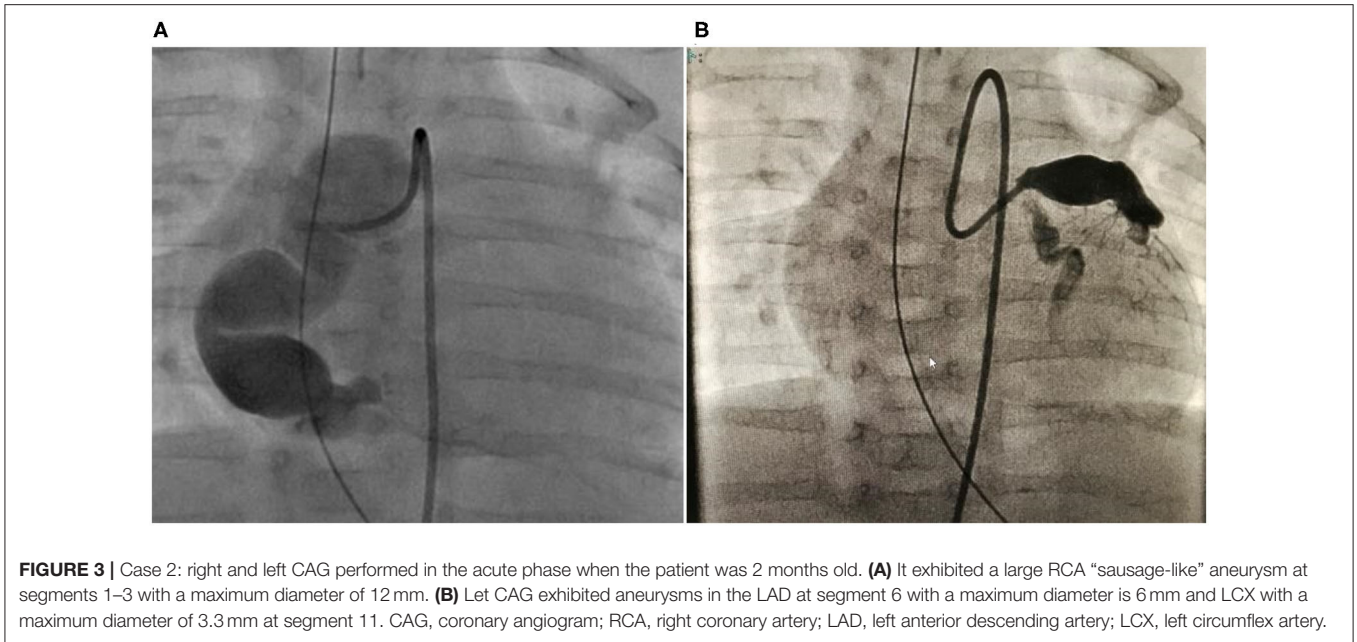 A
B
FIGURE 3 | Case 2: right and left CAG performed in the acute phase when the patient was 2 months old. (A) It exhibited a large RCA “sausage-like” aneurysm at
segments 1–3 with a maximum diameter of 12 mm. (B) Let CAG exhibited aneurysms in the LAD at segment 6 with a maximum diameter is 6 mm and LCX with a
maximum diameter of 3.3 mm at segment 11. CAG, coronary angiogram; RCA, right coronary artery; LAD, left anterior descending artery; LCX, left circumflex artery.